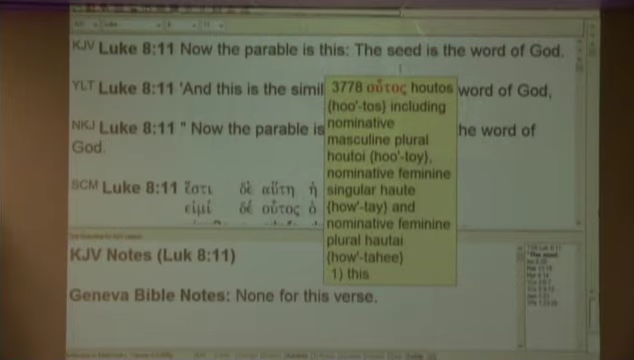 KJV Luke 8:11 Now the parable is this: The seed is the word of God.
YLT Luke 8:11 'And this is the simil word of God,
NKJ Luke 8:11 " Now the parable is he word of
God.
SCM Luke 8:11 ἔστι δὲ αὕτη ἡ
εἰμί δέ οὗτος ὁ
3778 οὗτος houtos
{hoo'-tos} including
nominative
masculine plural
houtoi {hoo'-toy},
nominative feminine
singular haute
{how'-tay} and
nominative feminine
plural hautai
{how'-tahee}
1) this
KJV Notes (Luk 8:11)
Geneva Bible Notes: None for this verse.